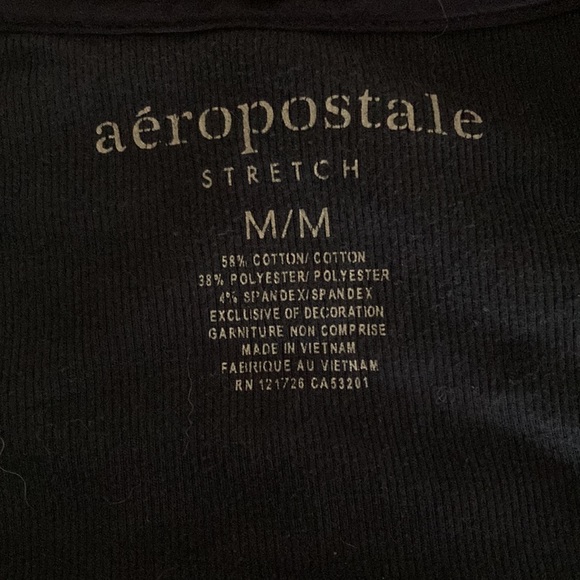 aéropostale
STRETCH
M/M
58% COTTON/ COTTON
38% POLYESTER/ POLYESTER
4% SPANDEX/SPANDEX
EXCLUSIVE OF DECORATION
GARNITURE NON COMPRISE
MADE IN VIETNAM
FABRIQUE AU VIETNAM
RN 121726 CA53201